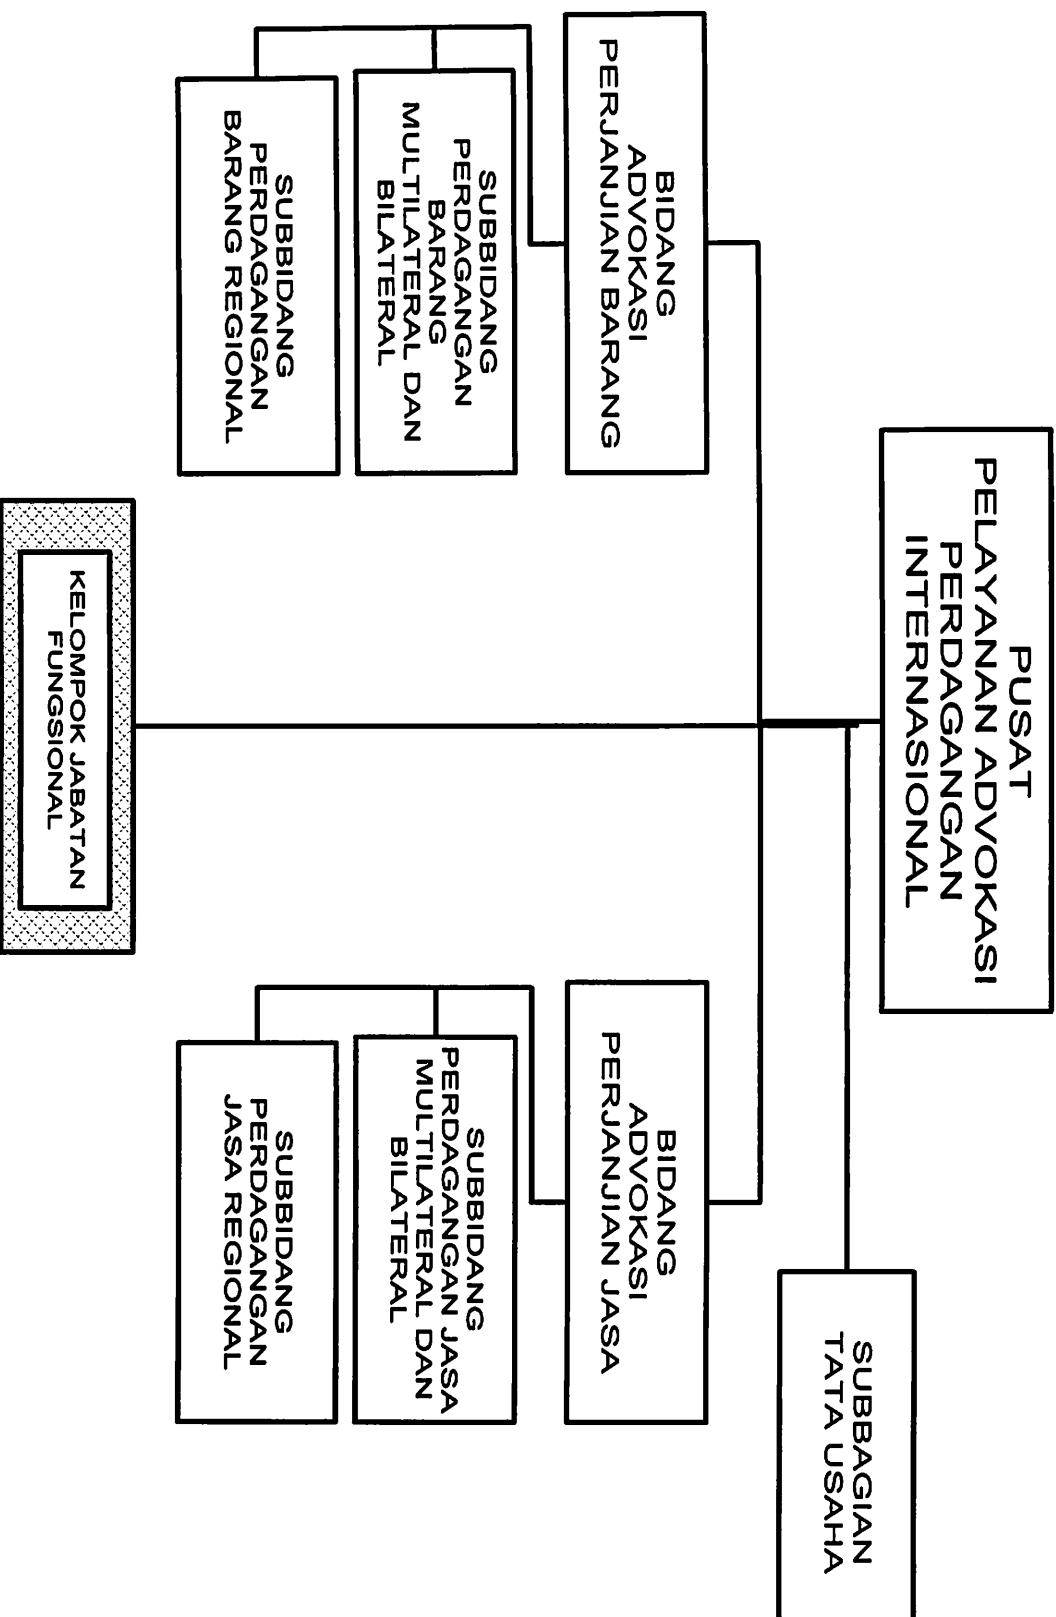 PUSAT
PELAYANAN ADVOKASI
PERDAGANGAN
INTERNASIONAL
SUBBAGIAN
TATA USAHA
BIDANG
ADVOKASI
PERJANJIAN BARANG
SUBBIDANG
PERDAGANGAN
BARANG
MULTILATERAL DAN
BILATERAL
SUBBIDANG
PERDAGANGAN
BARANG REGIONAL
BIDANG
ADVOKASI
PERJANJIAN JASA
SUBBIDANG
PERDAGANGAN JASA
MULTILATERAL DAN
BILATERAL
SUBBIDANG
PERDAGANGAN
JASA REGIONAL
KELOMPOK JABATAN
FUNGSIONAL